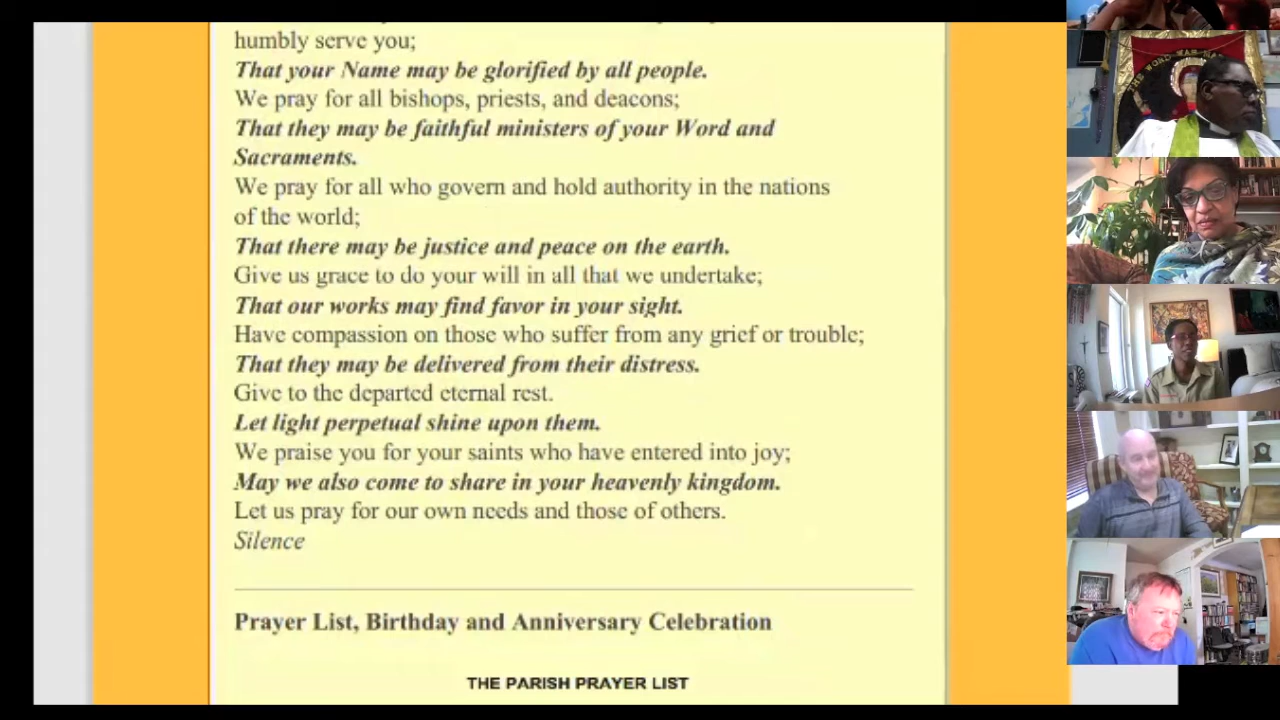 humbly serve you;
That your Name may be glorified by all people.
We pray for all bishops, priests, and deacons;
That they may be faithful ministers of your Word and
Sacraments.
We pray for all who govern and hold authority in the nations
of the world;
That there may be justice and peace on the earth.
Give us grace to do your will in all that we undertake;
That our works may find favor in your sight.
Have compassion on those who suffer from any grief or trouble;
That they may be delivered from their distress.
Give to the departed eternal rest.
Let light perpetual shine upon them.
We praise you for your saints who have entered into joy;
May we also come to share in your heavenly kingdom.
Let us pray for our own needs and those of others.
Silence
Prayer List, Birthday and Anniversary Celebration
THE PARISH PRAYER LIST